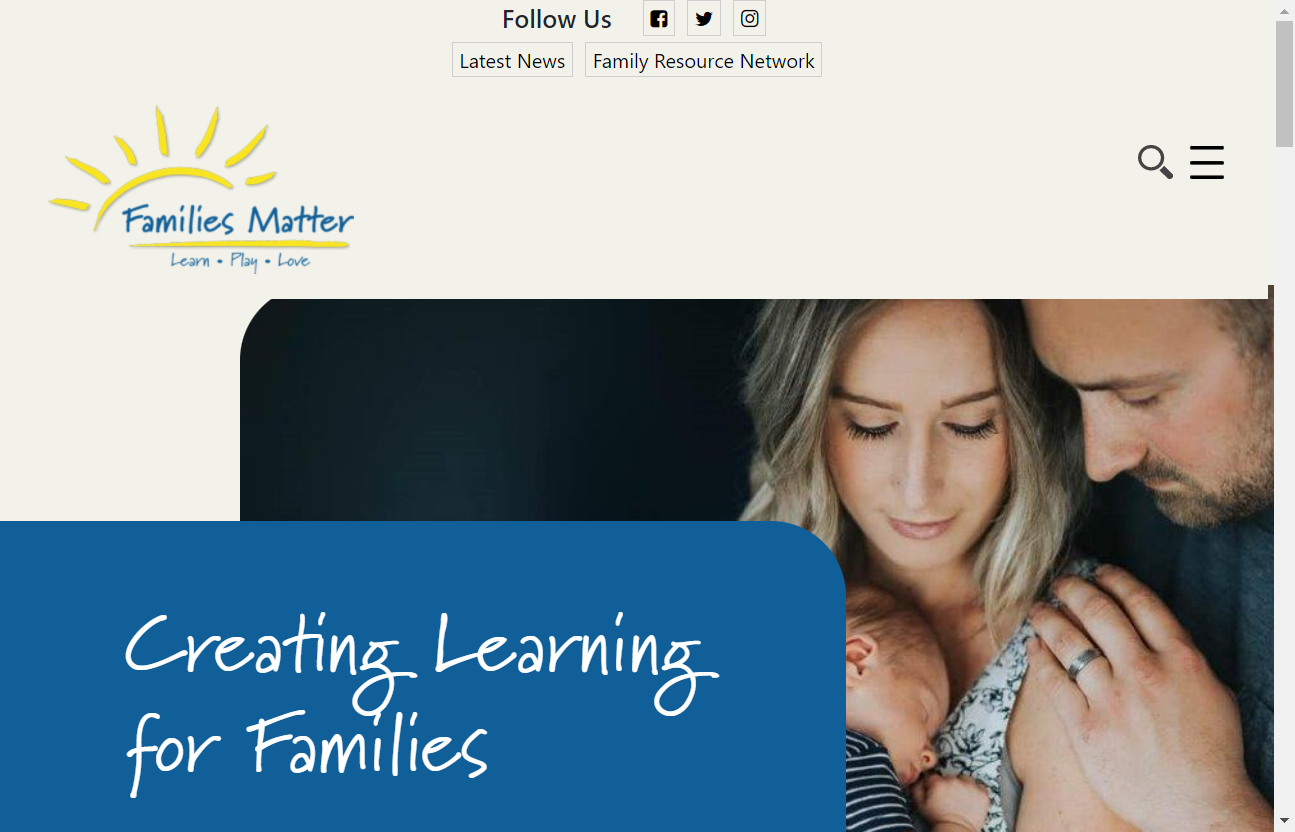 Follow Us
Latest News
Family Resource Network
Families Matter
Learn • Play • Love
Creating Learning
for Families